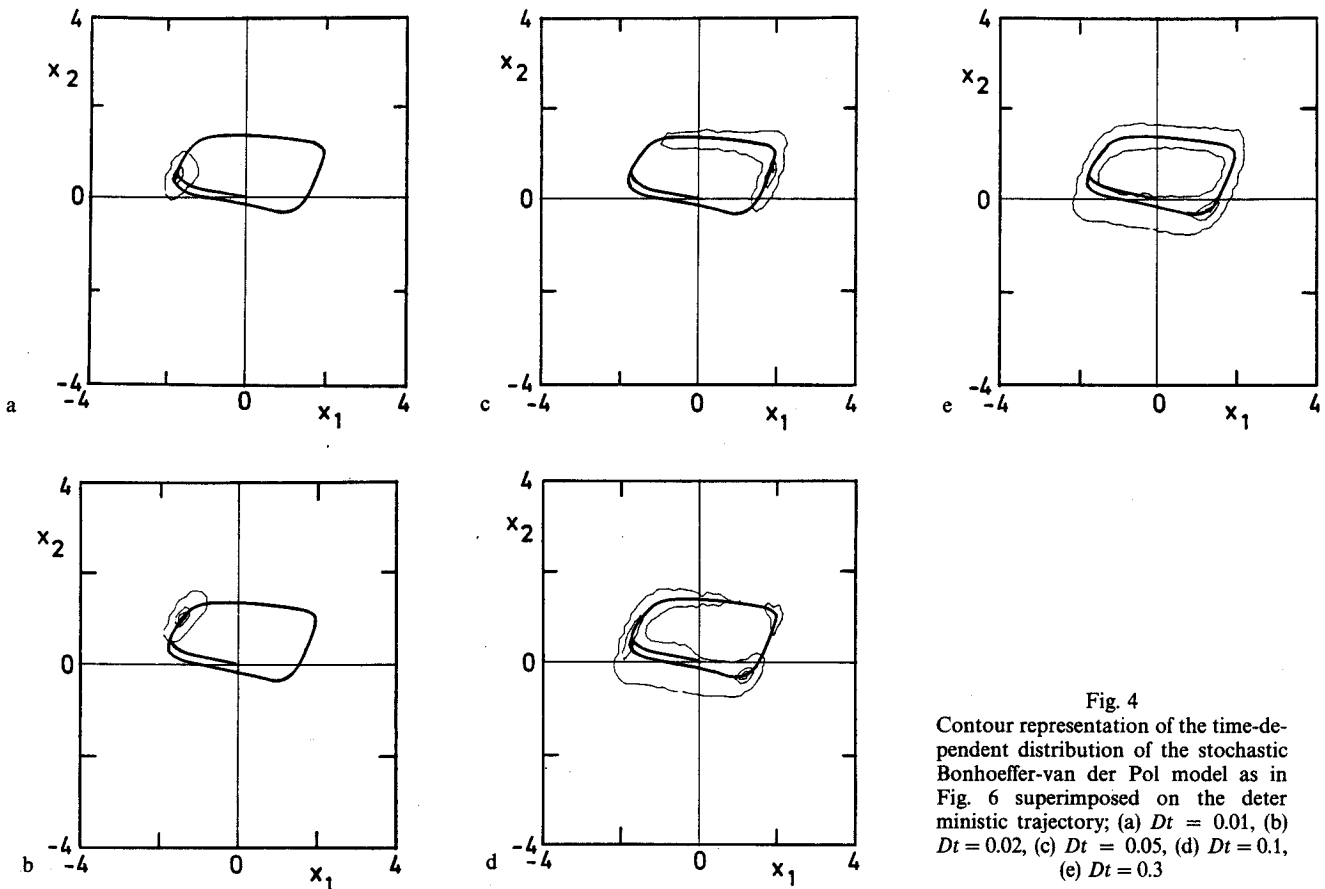 4
x2
0
-4
-4 0 x1 4
a
4
x2
0
-4
-4 0 x1 4
c
4
x2
0
-4
-4 0 x1 4
e
4
x2
0
-4
-4 0 x1 4
b
4
x2
0
-4
-4 0 x1 4
d
Fig. 4
Contour representation of the time-de-
pendent distribution of the stochastic
Bonhoeffer-van der Pol model as in
Fig. 6 superimposed on the deter
ministic trajectory; (a) Dt = 0.01, (b)
Dt = 0.02, (c) Dt = 0.05, (d) Dt = 0.1,
(e) Dt = 0.3